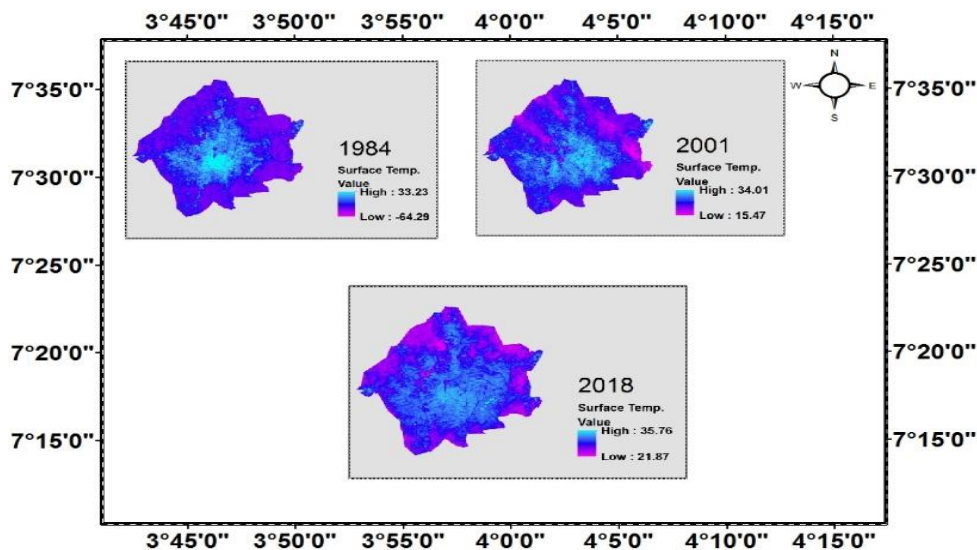 3°45'0" 3°50'0" 3°55'0" 4°0'0" 4°5'0" 4°10'0" 4°15'0"
7°35'0" 7°35'0"
7°30'0" 7°30'0"
7°25'0" 7°25'0"
7°20'0" 7°20'0"
7°15'0" 7°15'0"
N
W E
S
1984
Surface Temp.
Value
High : 33.23
Low : -64.29
2001
Surface Temp.
Value
High : 34.01
Low : 15.47
2018
Surface Temp.
Value
High : 35.76
Low : 21.87
3°45'0" 3°50'0" 3°55'0" 4°0'0" 4°5'0" 4°10'0" 4°15'0"